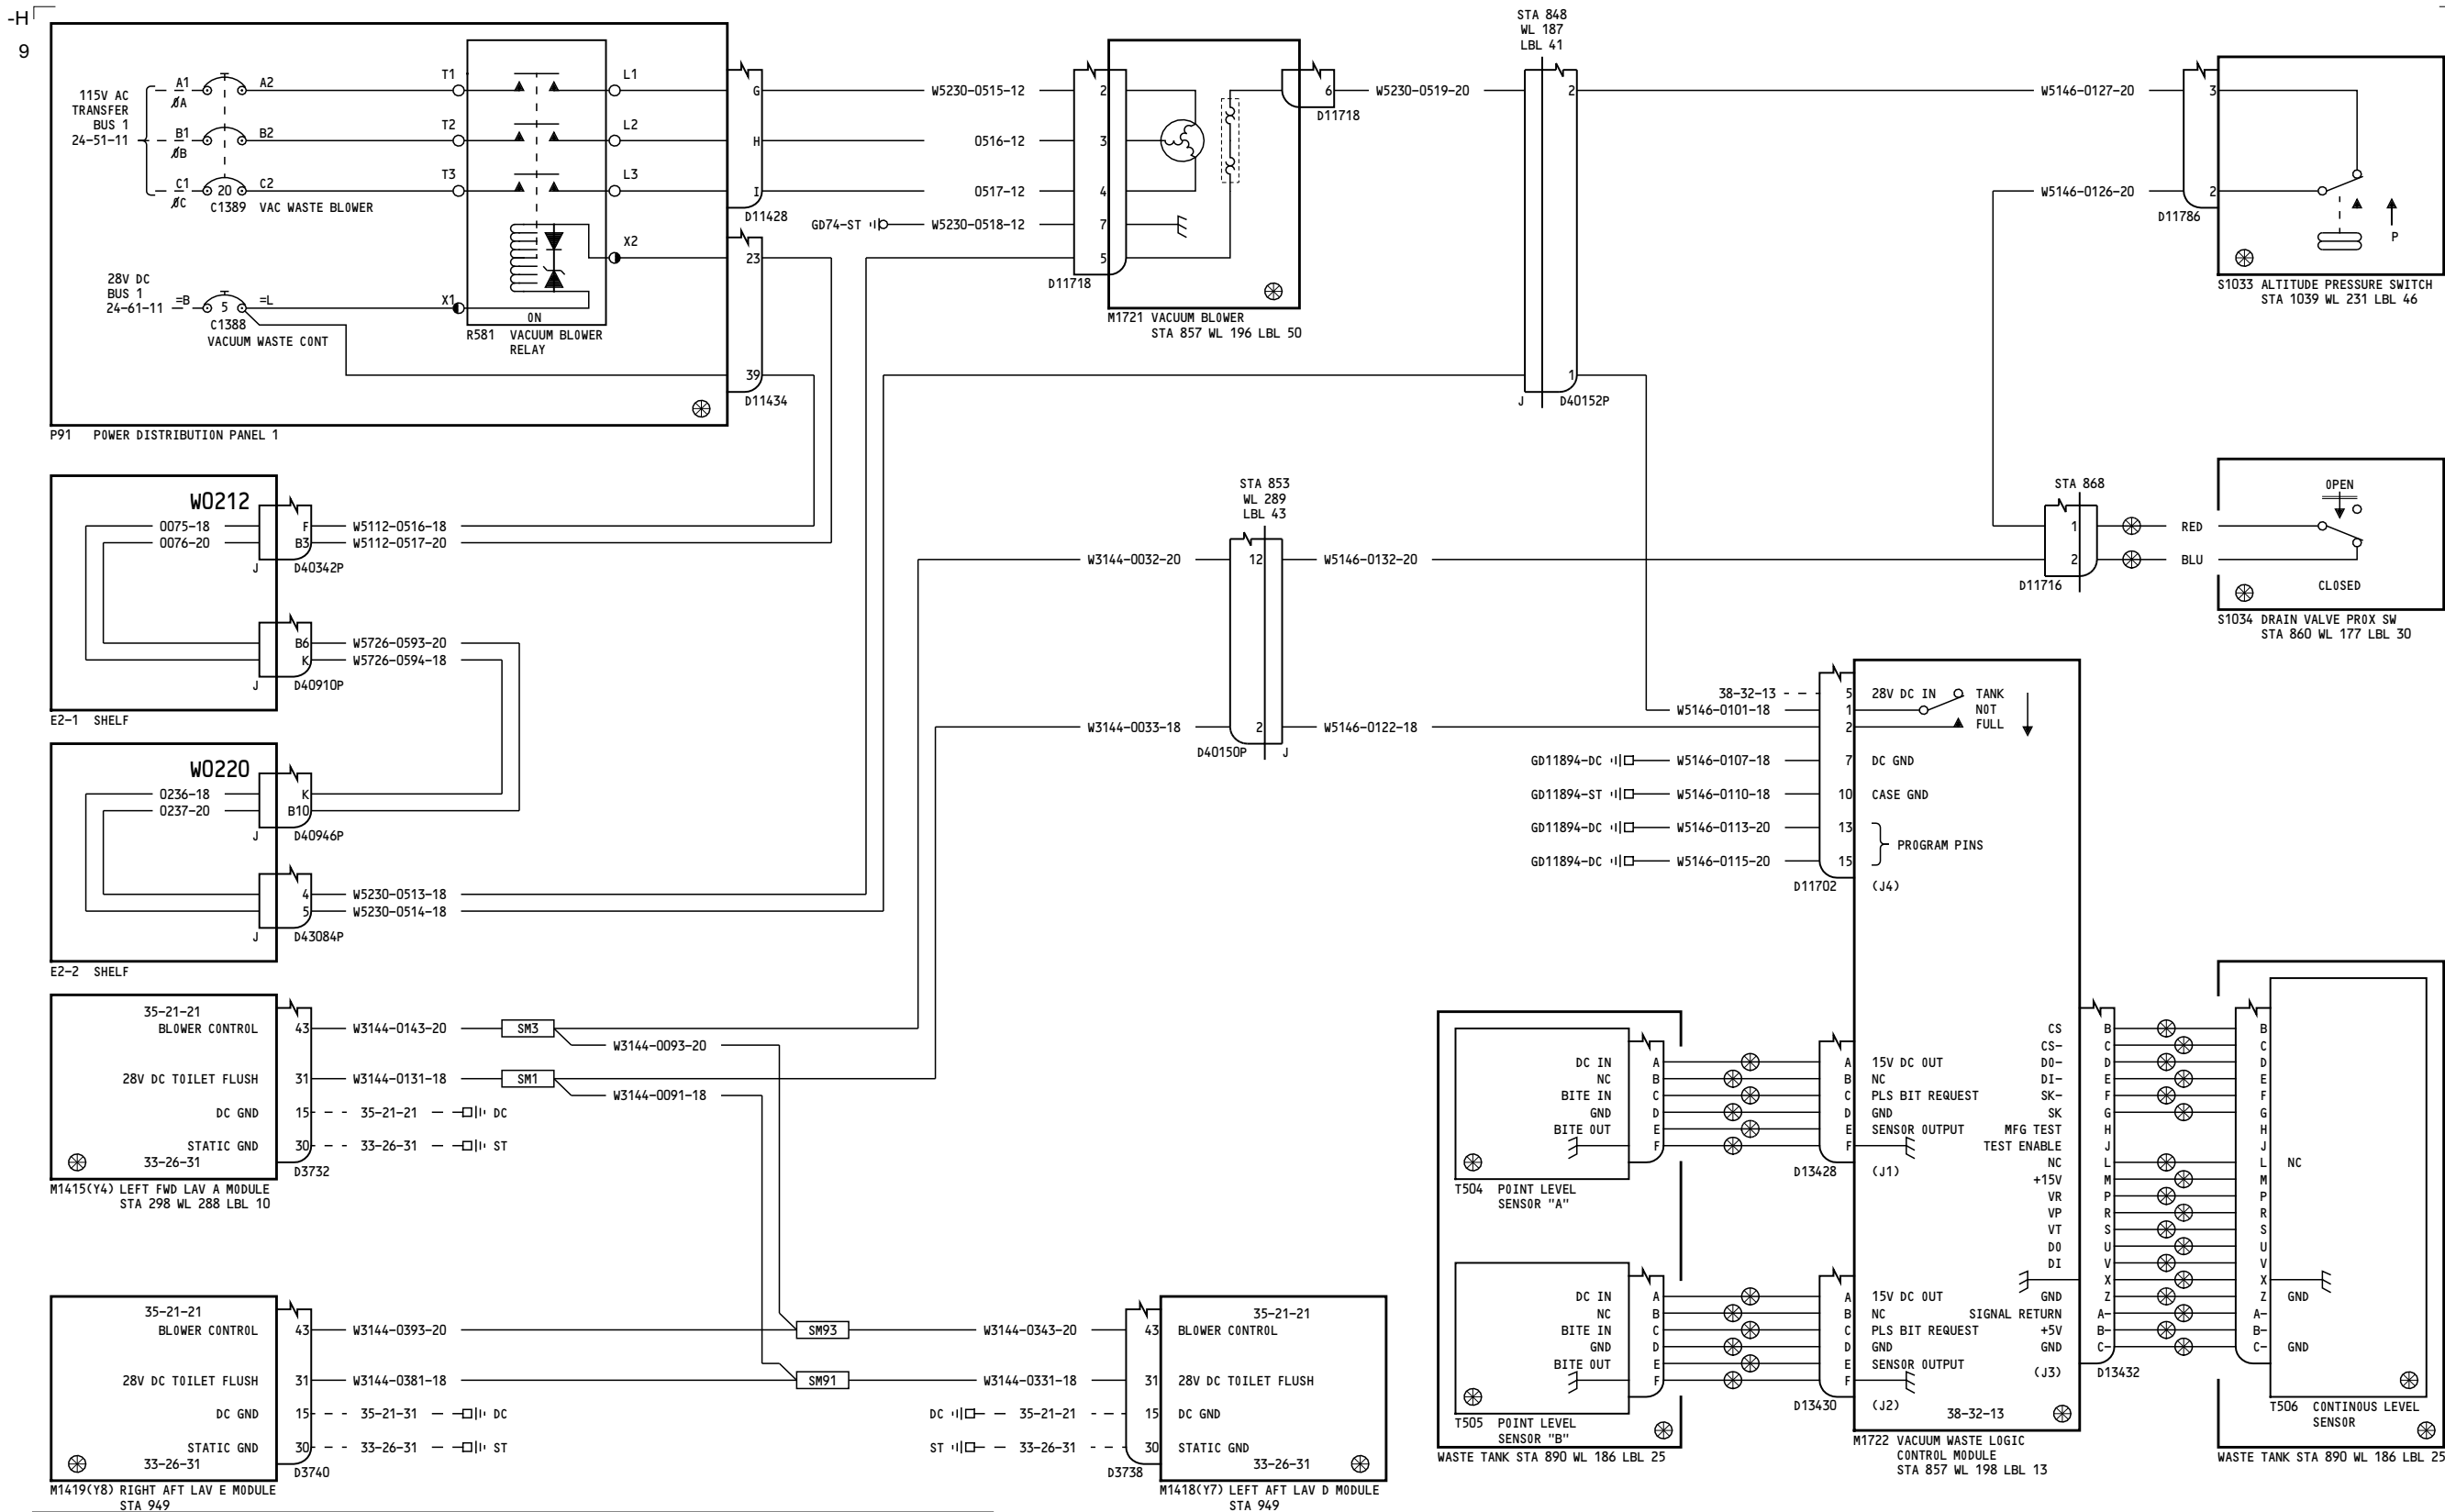 -H
9
115V AC
TRANSFER
BUS 1
24-51-11
A1
ØA
A2
B1
ØB
B2
C1
ØC
20
C2
C1389 VAC WASTE BLOWER
T1
T2
T3
L1
L2
L3
X2
X1
28V DC
BUS 1
24-61-11
=B
5
=L
C1388
VACUUM WASTE CONT
ON
R581 VACUUM BLOWER
RELAY
G
H
I
D11428
23
39
D11434
P91 POWER DISTRIBUTION PANEL 1
W5230-0515-12
0516-12
0517-12
GD74-ST
W5230-0518-12
2
3
4
7
5
D11718
6
D11718
M1721 VACUUM BLOWER
STA 857 WL 196 LBL 50
W5230-0519-20
STA 848
WL 187
LBL 41
2
1
J
D40152P
W5146-0127-20
W5146-0126-20
3
2
D11786
P
S1033 ALTITUDE PRESSURE SWITCH
STA 1039 WL 231 LBL 46
W0212
0075-18
0076-20
F
B3
W5112-0516-18
W5112-0517-20
J
D40342P
B6
K
W5726-0593-20
W5726-0594-18
J
D40910P
E2-1 SHELF
W0220
0236-18
0237-20
K
B10
J
D40946P
4
5
W5230-0513-18
W5230-0514-18
J
D43084P
E2-2 SHELF
STA 853
WL 289
LBL 43
W3144-0032-20
12
W5146-0132-20
W3144-0033-18
2
W5146-0122-18
D40150P
J
STA 868
1
2
D11716
RED
BLU
OPEN
CLOSED
S1034 DRAIN VALVE PROX SW
STA 860 WL 177 LBL 30
38-32-13
5
28V DC IN
TANK
NOT
FULL
W5146-0101-18
1
2
GD11894-DC
W5146-0107-18
7
DC GND
GD11894-ST
W5146-0110-18
10
CASE GND
GD11894-DC
W5146-0113-20
13
PROGRAM PINS
GD11894-DC
W5146-0115-20
15
D11702
(J4)
35-21-21
BLOWER CONTROL
43
W3144-0143-20
SM3
W3144-0093-20
28V DC TOILET FLUSH
31
W3144-0131-18
SM1
W3144-0091-18
DC GND
15
35-21-21
DC
STATIC GND
30
33-26-31
ST
33-26-31
D3732
M1415(Y4) LEFT FWD LAV A MODULE
STA 298 WL 288 LBL 10
35-21-21
BLOWER CONTROL
43
W3144-0393-20
SM93
28V DC TOILET FLUSH
31
W3144-0381-18
SM91
DC GND
15
35-21-31
DC
STATIC GND
30
33-26-31
ST
33-26-31
D3740
M1419(Y8) RIGHT AFT LAV E MODULE
STA 949
W3144-0343-20
43
35-21-21
BLOWER CONTROL
W3144-0331-18
31
28V DC TOILET FLUSH
DC
35-21-21
15
DC GND
ST
33-26-31
30
STATIC GND
33-26-31
D3738
M1418(Y7) LEFT AFT LAV D MODULE
STA 949
DC IN
A
A
15V DC OUT
NC
B
B
NC
BITE IN
C
C
PLS BIT REQUEST
GND
D
D
GND
BITE OUT
E
E
SENSOR OUTPUT
F
F
D13428
(J1)
T504 POINT LEVEL
SENSOR "A"
DC IN
A
A
15V DC OUT
NC
B
B
NC
BITE IN
C
C
PLS BIT REQUEST
GND
D
D
GND
BITE OUT
E
E
SENSOR OUTPUT
F
F
D13430
(J2)
T505 POINT LEVEL
SENSOR "B"
WASTE TANK STA 890 WL 186 LBL 25
CS
B
B
CS-
C
C
D0-
D
D
DI-
E
E
SK-
F
F
SK
G
G
MFG TEST
H
H
TEST ENABLE
J
J
NC
L
L
NC
+15V
M
M
VR
P
P
VP
R
R
VT
S
S
D0
U
U
DI
V
V
X
X
GND
Z
Z
GND
SIGNAL RETURN
A-
A-
+5V
B-
B-
GND
C-
C-
GND
(J3)
D13432
38-32-13
M1722 VACUUM WASTE LOGIC
CONTROL MODULE
STA 857 WL 198 LBL 13
T506 CONTINOUS LEVEL
SENSOR
WASTE TANK STA 890 WL 186 LBL 25